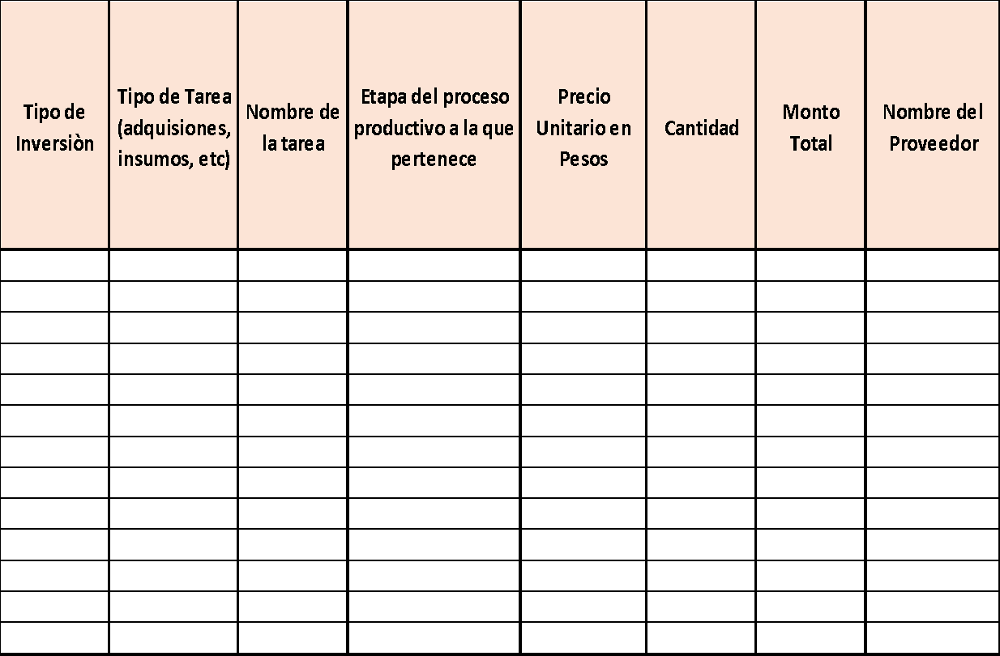 Tipo de
Inversiòn
Tipo de Tarea
(adquisiones,
insumos, etc)
Nombre de
la tarea
Etapa del proceso
productivo a la que
pertenece
Precio
Unitario en
Pesos
Cantidad
Monto
Total
Nombre del
Proveedor